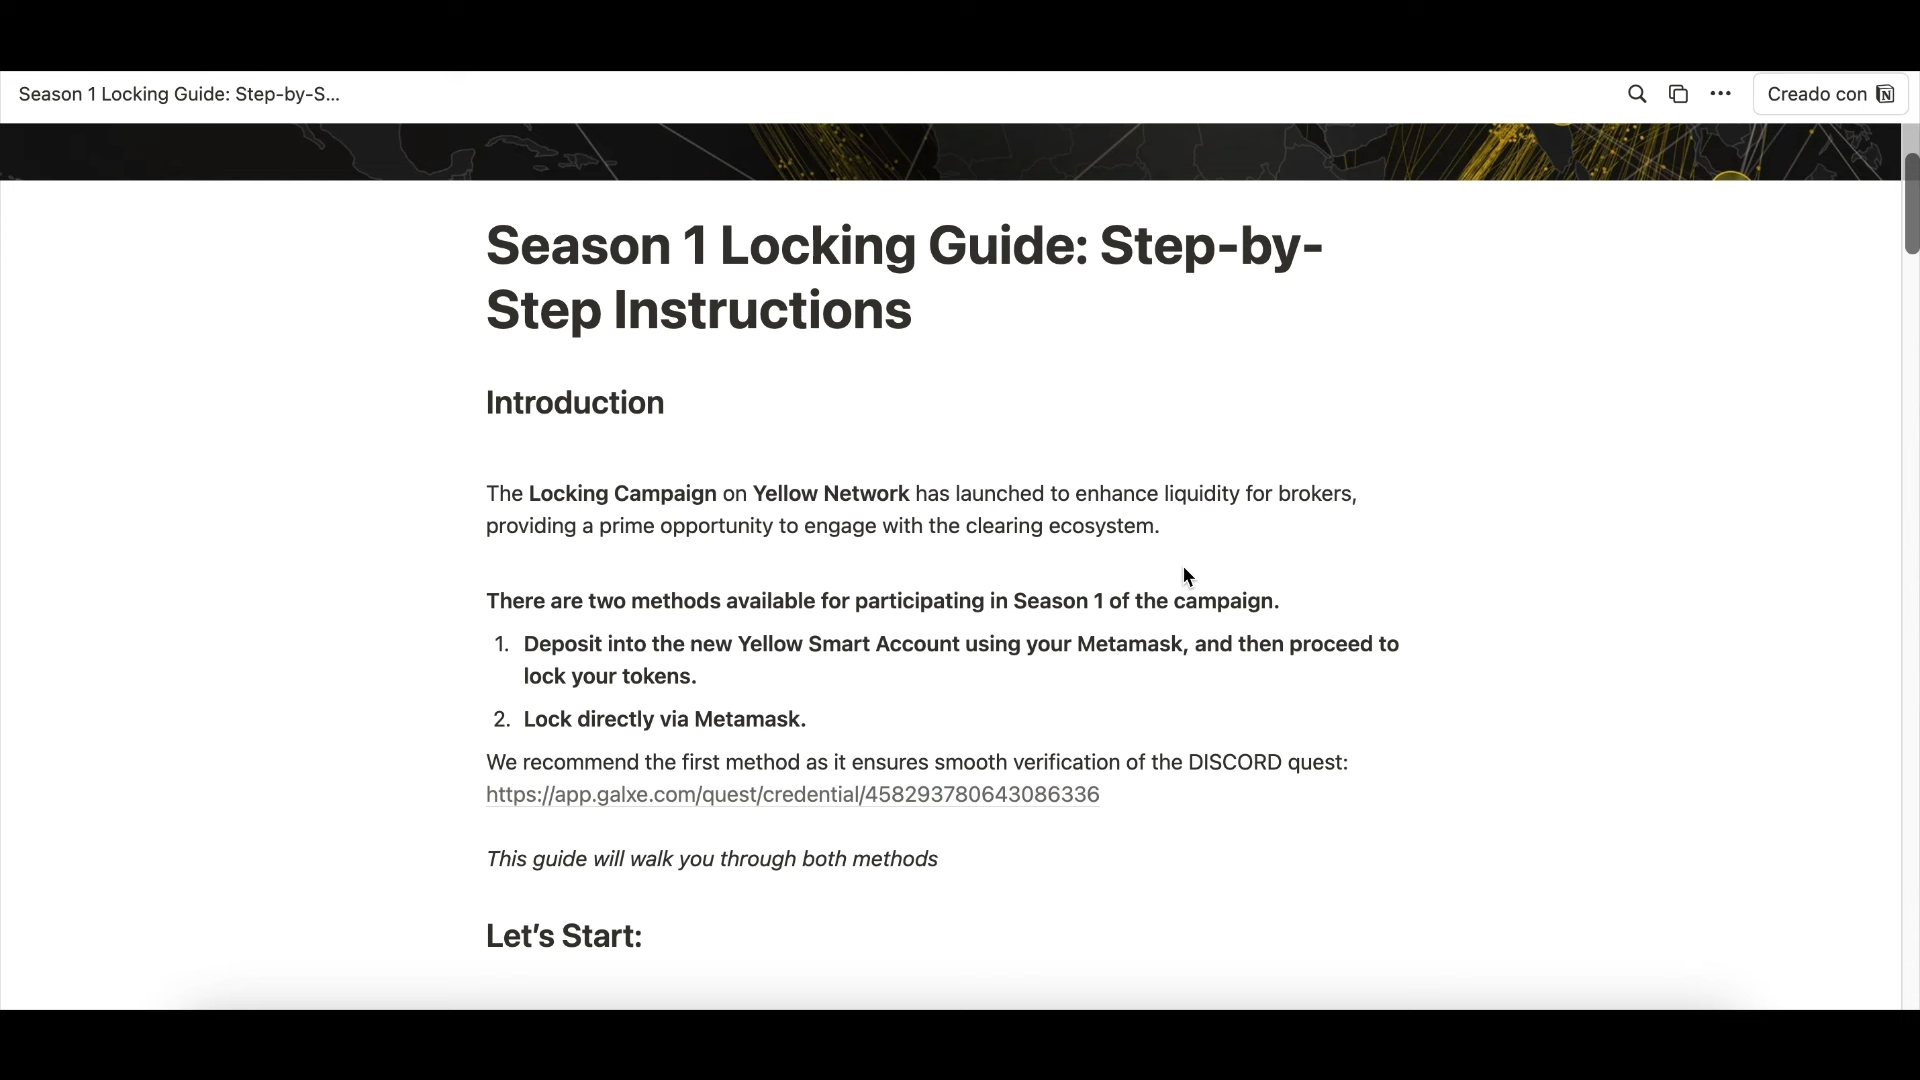 Season 1 Locking Guide: Step-by-S...
Creado con
Season 1 Locking Guide: Step-by-
Step Instructions
Introduction
The Locking Campaign on Yellow Network has launched to enhance liquidity for brokers,
providing a prime opportunity to engage with the clearing ecosystem.
There are two methods available for participating in Season 1 of the campaign.
1. Deposit into the new Yellow Smart Account using your Metamask, and then proceed to
lock your tokens.
2. Lock directly via Metamask.
We recommend the first method as it ensures smooth verification of the DISCORD quest:
https://app.galxe.com/quest/credential/458293780643086336
This guide will walk you through both methods
Let's Start: